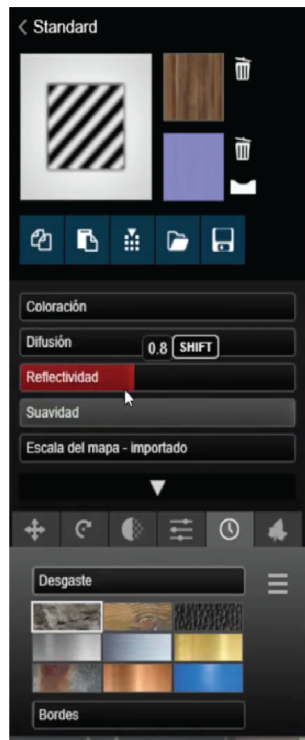 Standard
Coloración
Difusión
0.8 SHIFT
Reflectividad
Suavidad
Escala del mapa - importado
Desgaste
Bordes